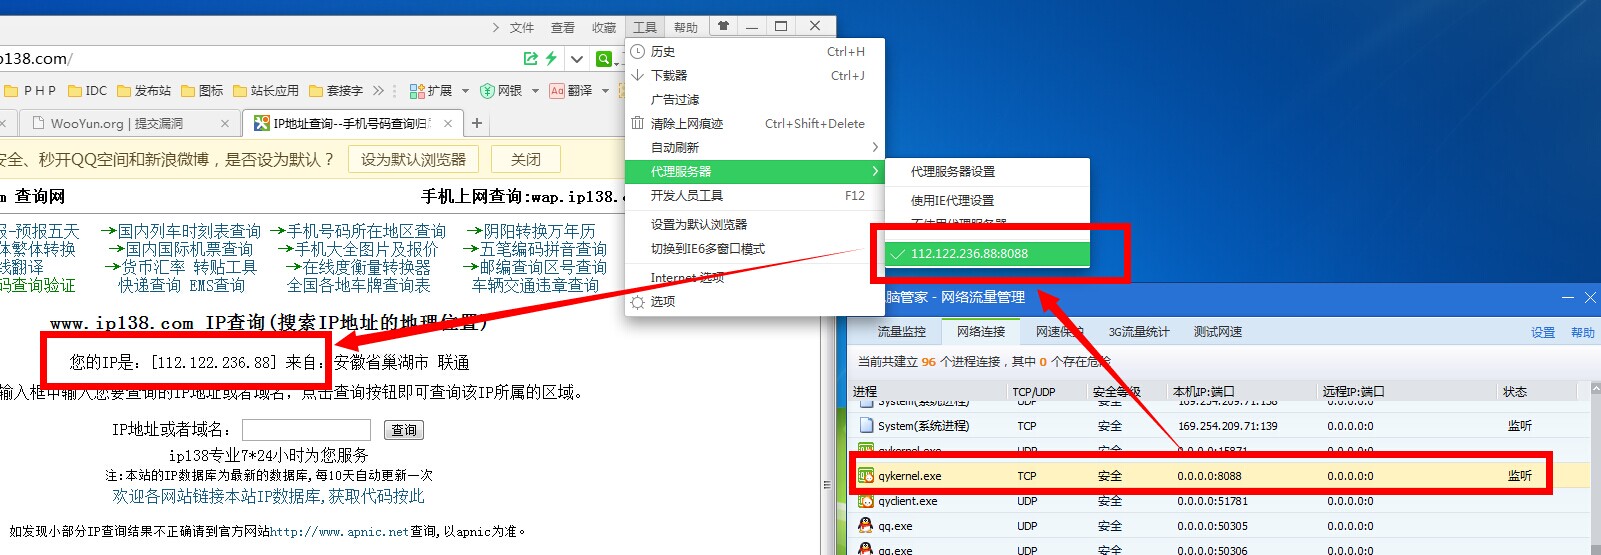 文件 查看 收藏 工具 帮助
p138.com/
PHP IDC 发布站 图标 站长应用 套接字 扩展 网银 Aa 翻译
WooYun.org | 提交漏洞 IP地址查询--手机号码查询归
安全、秒开QQ空间和新浪微博，是否设为默认？ 设为默认浏览器 关闭
m 查询网 手机上网查询:wap.ip138.c
报-预报五天 国内列车时刻表查询 手机号码所在地区查询 阴阳转换万年历
体繁体转换 国内国际机票查询 手机大全图片及报价 五笔编码拼音查询
线翻译 货币汇率 转贴工具 在线度衡量转换器 邮编查询区号查询
码查询验证 快递查询 EMS查询 全国各地车牌查询表 车辆交通违章查询
www.ip138.com IP查询(搜索IP地址的地理位置)
您的IP是：[112.122.236.88] 来自：安徽省巢湖市 联通
输入框中输入您要查询的IP地址或者域名，点击查询按钮即可查询该IP所属的区域。
IP地址或者域名： 查询
ip138专业7*24小时为您服务
注:本站的IP数据库为最新的数据库,每10天自动更新一次
欢迎各网站链接本站IP数据库,获取代码按此
如发现小部分IP查询结果不正确请到官方网站http://www.apnic.net查询,以apnic为准。
历史 Ctrl+H
下载器 Ctrl+J
广告过滤
清除上网痕迹 Ctrl+Shift+Delete
自动刷新
代理服务器
开发人员工具 F12
设置为默认浏览器
切换到IE6多窗口模式
Internet 选项
选项
代理服务器设置
使用IE代理设置
不使用代理服务器
112.122.236.88:8088
脑管家 - 网络流量管理
流量监控 网络连接 网速保护 3G流量统计 测试网速 设置 帮助
当前共建立 96 个进程连接，其中 0 个存在危险
进程 TCP/UDP 安全等级 本机IP:端口 远程IP:端口 状态
System(系统进程) UDP 安全 169.254.209.71:138 0.0.0.0:0
System(系统进程) TCP 安全 169.254.209.71:139 0.0.0.0:0 监听
qykernel.exe UDP 安全 0.0.0.0:15871 0.0.0.0:0
qykernel.exe TCP 安全 0.0.0.0:8088 0.0.0.0:0 监听
qyclient.exe UDP 安全 0.0.0.0:51781 0.0.0.0:0
qq.exe UDP 安全 0.0.0.0:50305 0.0.0.0:0
qq.exe UDP 安全 0.0.0.0:50303 0.0.0.0:0